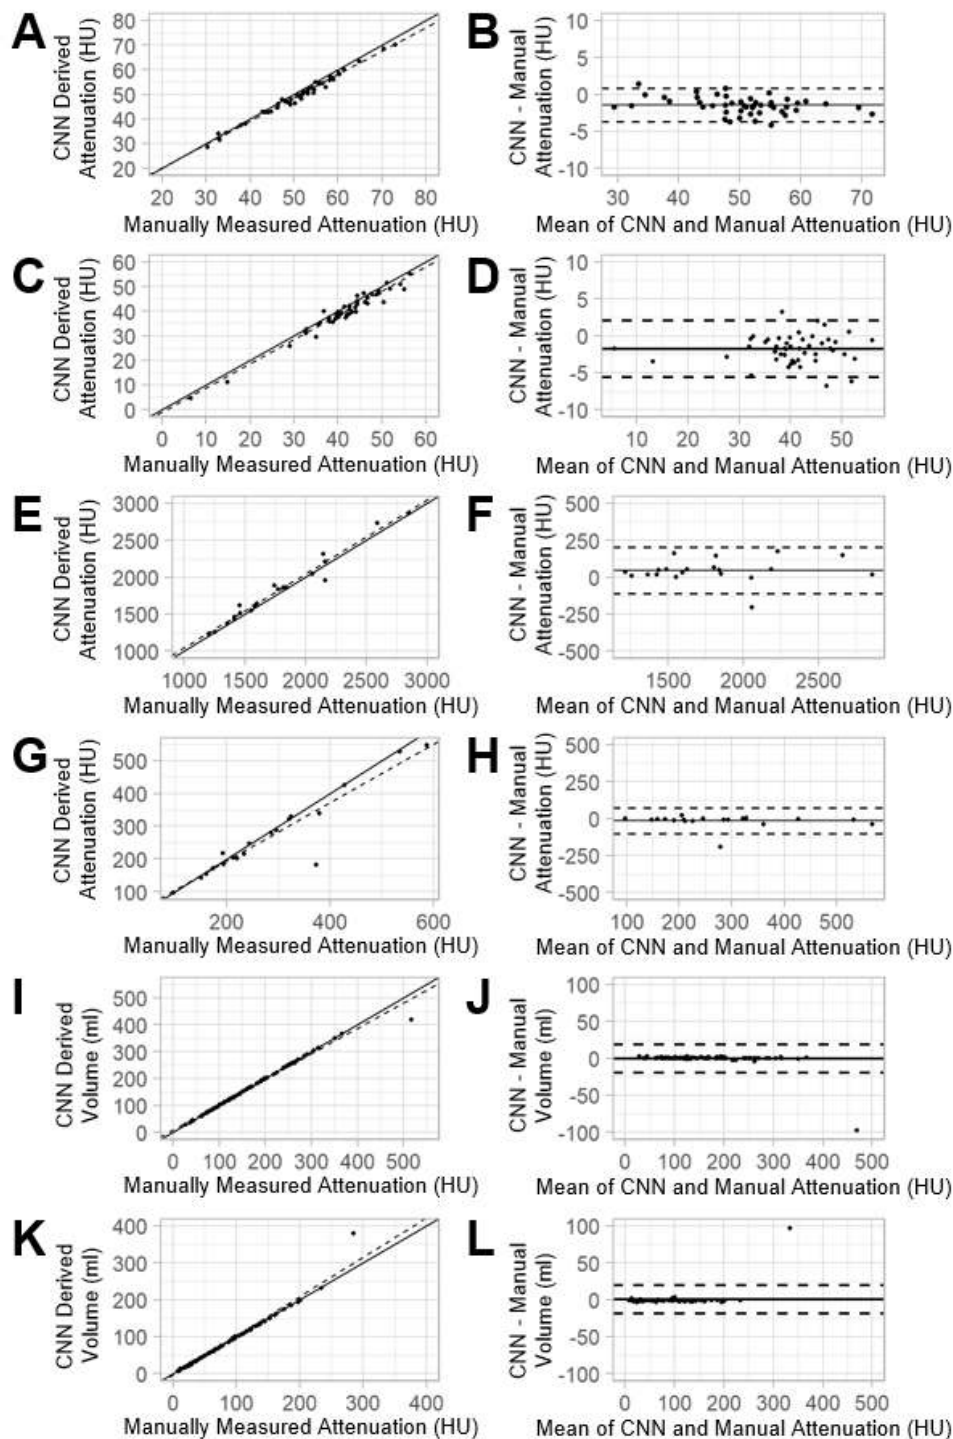 A
CNN Derived
Attenuation (HU)
80
70
60
50
40
30
20
20 30 40 50 60 70 80
Manually Measured Attenuation (HU)
B
CNN - Manual
Attenuation (HU)
10
5
0
-5
-10
30 40 50 60 70
Mean of CNN and Manual Attenuation (HU)
C
CNN Derived
Attenuation (HU)
60
50
40
30
20
10
0
0 10 20 30 40 50 60
Manually Measured Attenuation (HU)
D
CNN - Manual
Attenuation (HU)
10
5
0
-5
-10
10 20 30 40 50
Mean of CNN and Manual Attenuation (HU)
E
CNN Derived
Attenuation (HU)
3000
2500
2000
1500
1000
1000 1500 2000 2500 3000
Manually Measured Attenuation (HU)
F
CNN - Manual
Attenuation (HU)
500
250
0
-250
-500
1500 2000 2500
Mean of CNN and Manual Attenuation (HU)
G
CNN Derived
Attenuation (HU)
500
400
300
200
100
200 400 600
Manually Measured Attenuation (HU)
H
CNN - Manual
Attenuation (HU)
500
250
0
-250
-500
100 200 300 400 500
Mean of CNN and Manual Attenuation (HU)
I
CNN Derived
Volume (ml)
500
400
300
200
100
0
0 100 200 300 400 500
Manually Measured Attenuation (HU)
J
CNN - Manual
Volume (ml)
100
50
0
-50
-100
0 100 200 300 400 500
Mean of CNN and Manual Attenuation (HU)
K
CNN Derived
Volume (ml)
400
300
200
100
0
0 100 200 300 400
Manually Measured Attenuation (HU)
L
CNN - Manual
Volume (ml)
100
50
0
-50
-100
0 100 200 300 400 500
Mean of CNN and Manual Attenuation (HU)